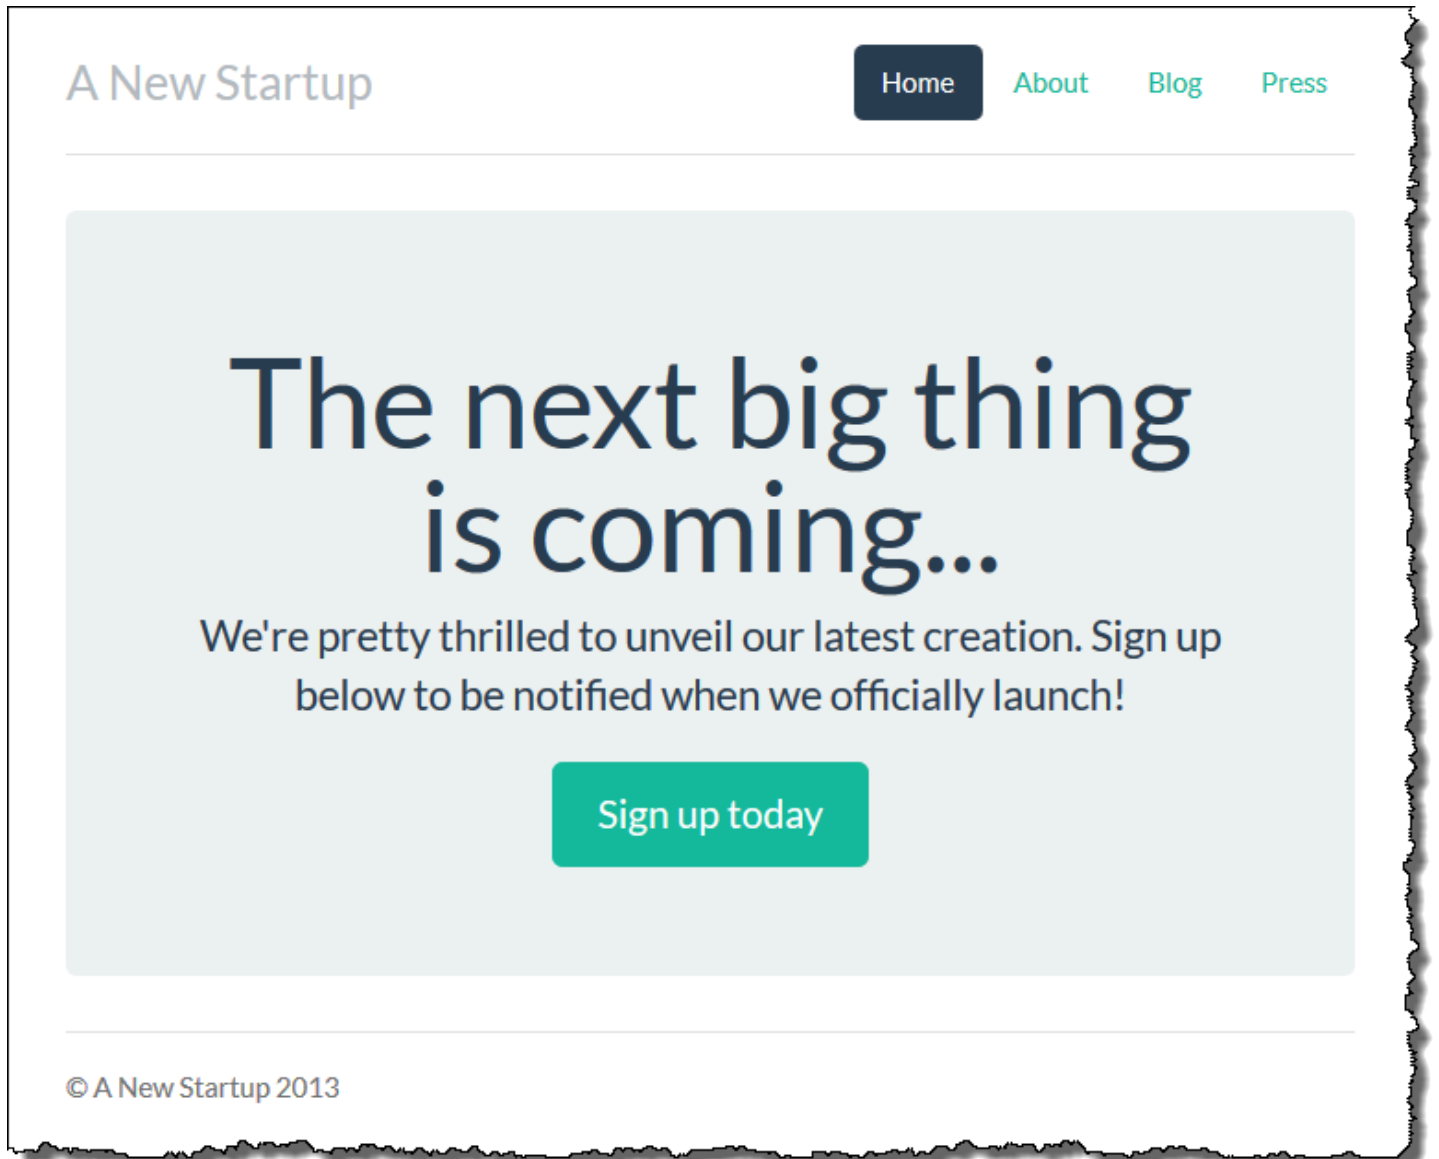 A New Startup
Home About Blog Press
The next big thing
is coming...
We're pretty thrilled to unveil our latest creation. Sign up
below to be notified when we officially launch!
Sign up today
© A New Startup 2013